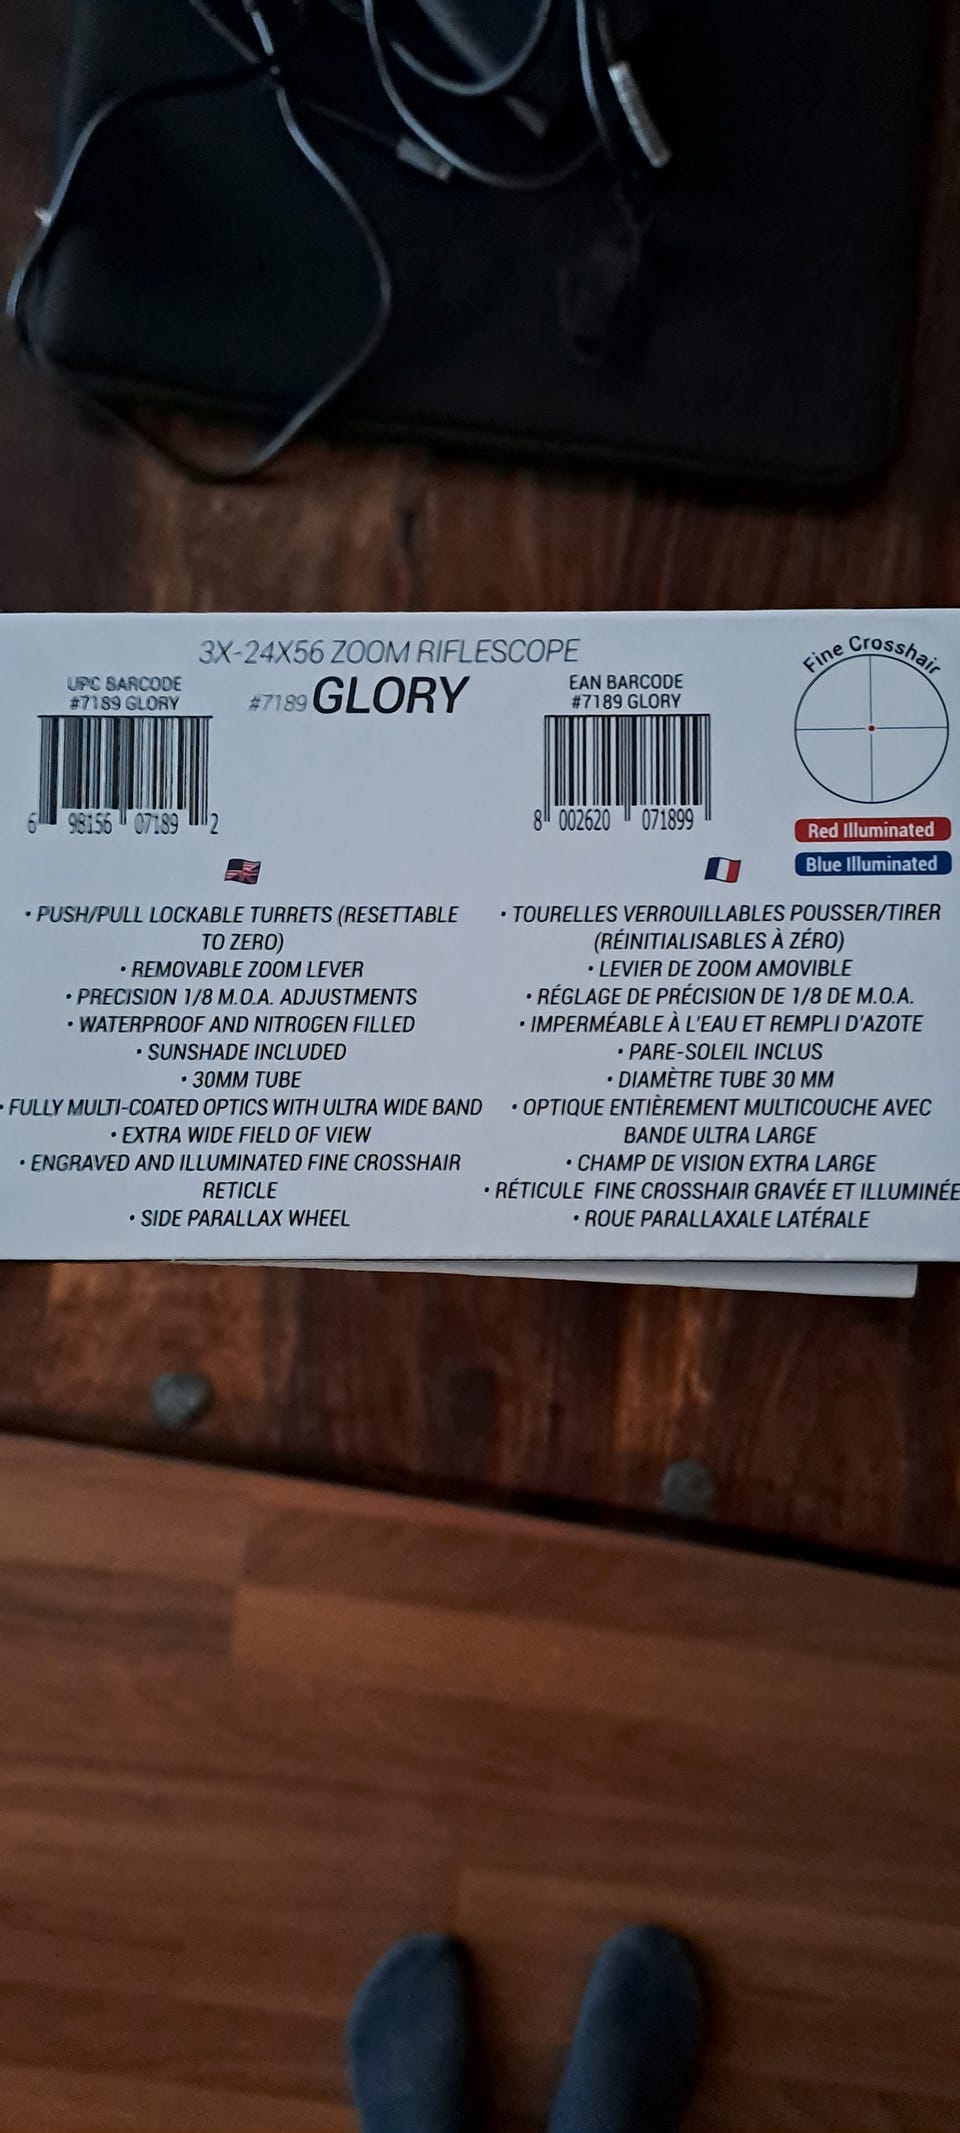 3X-24X56 ZOOM RIFLESCOPE
#7189 GLORY
UPC BARCODE
#7189 GLORY
6 98156 07189 2
EAN BARCODE
#7189 GLORY
8 002620 071899
Fine Crosshair
Red Illuminated
Blue Illuminated
• PUSH/PULL LOCKABLE TURRETS (RESETTABLE
TO ZERO)
• REMOVABLE ZOOM LEVER
• PRECISION 1/8 M.O.A. ADJUSTMENTS
• WATERPROOF AND NITROGEN FILLED
• SUNSHADE INCLUDED
• 30MM TUBE
• FULLY MULTI-COATED OPTICS WITH ULTRA WIDE BAND
• EXTRA WIDE FIELD OF VIEW
• ENGRAVED AND ILLUMINATED FINE CROSSHAIR
RETICLE
• SIDE PARALLAX WHEEL
• TOURELLES VERROUILLABLES POUSSER/TIRER
(RÉINITIALISABLES À ZÉRO)
• LEVIER DE ZOOM AMOVIBLE
• RÉGLAGE DE PRÉCISION DE 1/8 DE M.O.A.
• IMPERMÉABLE À L'EAU ET REMPLI D'AZOTE
• PARE-SOLEIL INCLUS
• DIAMÈTRE TUBE 30 MM
• OPTIQUE ENTIÈREMENT MULTICOUCHE AVEC
BANDE ULTRA LARGE
• CHAMP DE VISION EXTRA LARGE
• RÉTICULE FINE CROSSHAIR GRAVÉE ET ILLUMINÉE
• ROUE PARALLAXALE LATÉRALE